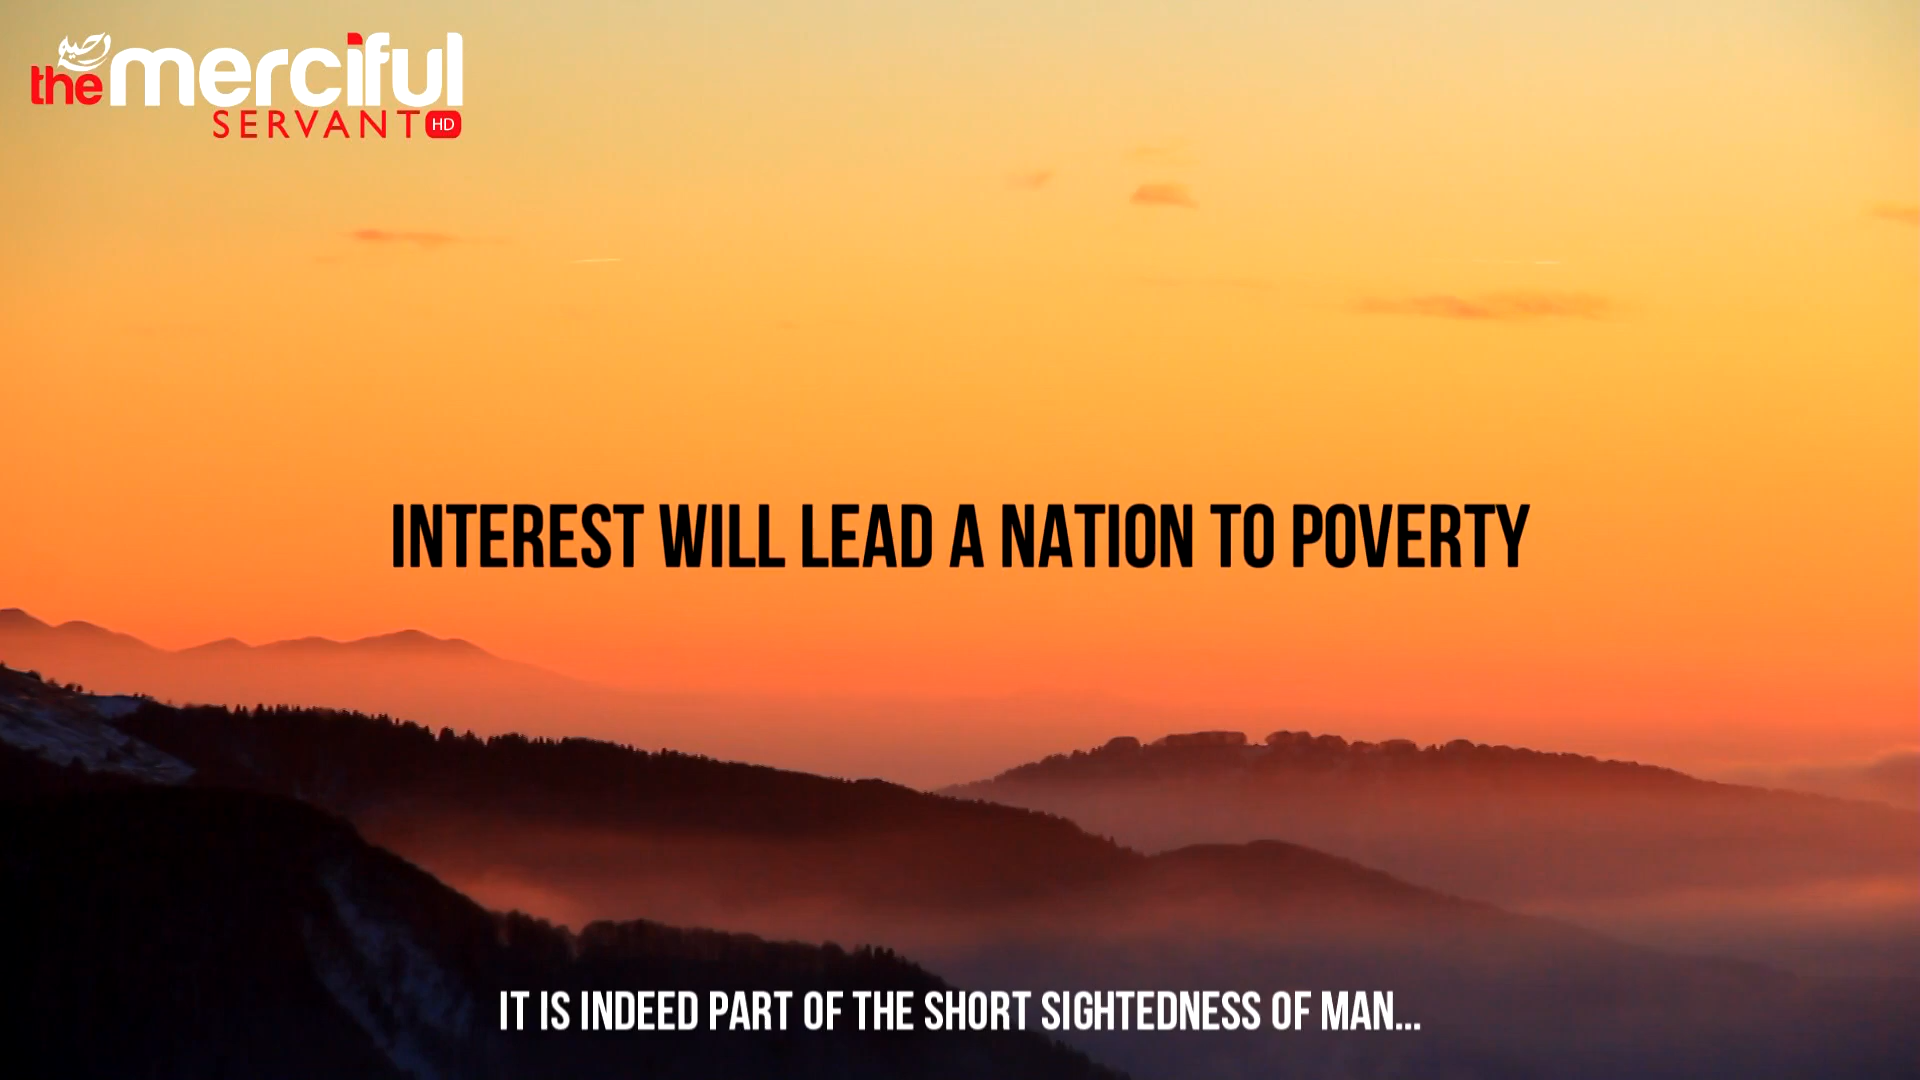 the merciful
SERVANT HD
INTEREST WILL LEAD A NATION TO POVERTY
IT IS INDEED PART OF THE SHORT SIGHTEDNESS OF MAN...